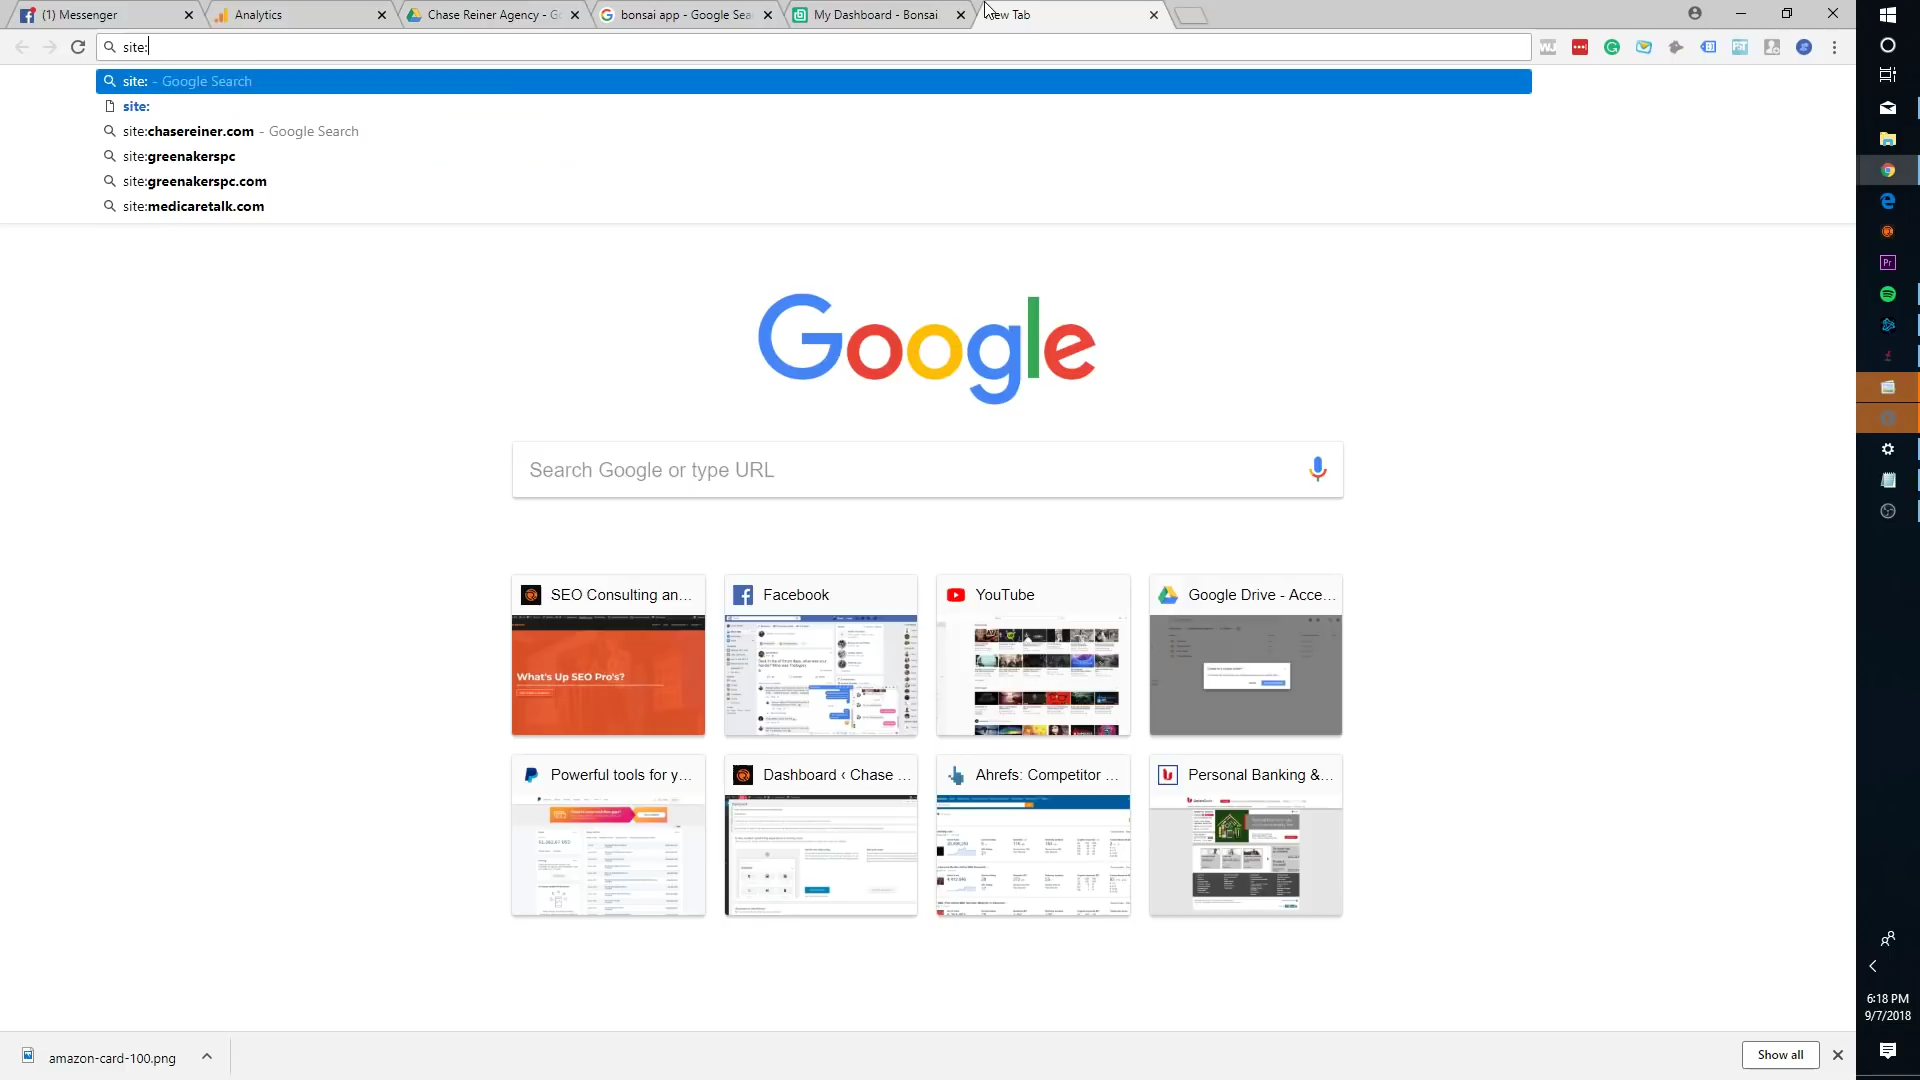 (1) Messenger
Analytics
Chase Reiner Agency - G
bonsai app - Google Sea
My Dashboard - Bonsai
ew Tab
site:
site: - Google Search
site:
site:chasereiner.com - Google Search
site:greenakerspc
site:greenakerspc.com
site:medicaretalk.com
Google
Search Google or type URL
SEO Consulting an...
Facebook
YouTube
Google Drive - Acce...
What's Up SEO Pro's?
Powerful tools for y...
Dashboard ‹ Chase ...
Ahrefs: Competitor ...
Personal Banking &...
Pr
6:18 PM
9/7/2018
amazon-card-100.png
Show all